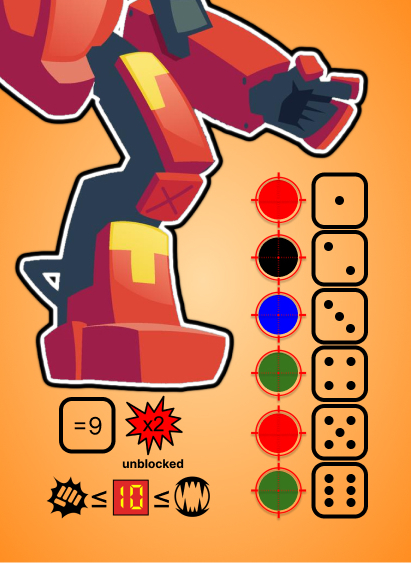 =9 x2
unblocked
≤ 10 ≤